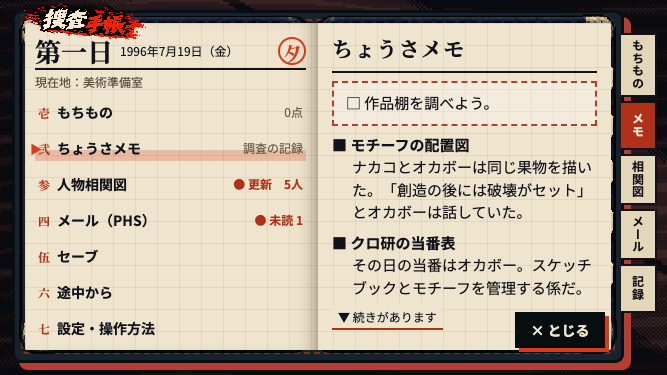 捜査手帳
第一日 1996年7月19日（金） 夕
現在地：美術準備室
壱 もちもの 0点
弐 ちょうさメモ 調査の記録
参 人物相関図 ●更新 5人
四 メール（PHS） ●未読 1
伍 セーブ
六 途中から
七 設定・操作方法
ちょうさメモ
□ 作品棚を調べよう。
■ モチーフの配置図
ナカコとオカボーは同じ果物を描い
た。「創造の後には破壊がセット」
とオカボーは話していた。
■ クロ研の当番表
その日の当番はオカボー。スケッチ
ブックとモチーフを管理する係だ。
▼ 続きがあります
× とじる
もちもの
メモ
相関図
メール
記録